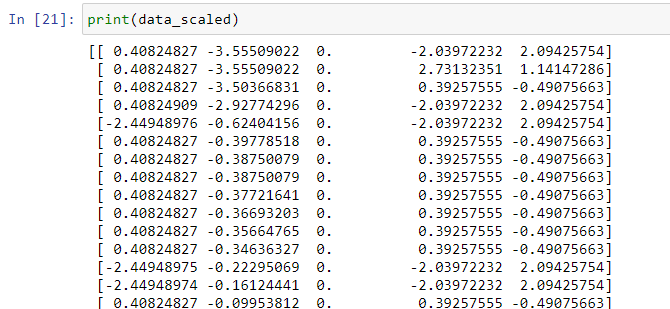 In [21]: print(data_scaled)
[[ 0.40824827 -3.55509022  0.         -2.03972232  2.09425754]
 [ 0.40824827 -3.55509022  0.          2.73132351  1.14147286]
 [ 0.40824827 -3.50366831  0.          0.39257555 -0.49075663]
 [ 0.40824909 -2.92774296  0.         -2.03972232  2.09425754]
 [-2.44948976 -0.62404156  0.         -2.03972232  2.09425754]
 [ 0.40824827 -0.39778518  0.          0.39257555 -0.49075663]
 [ 0.40824827 -0.38750079  0.          0.39257555 -0.49075663]
 [ 0.40824827 -0.38750079  0.          0.39257555 -0.49075663]
 [ 0.40824827 -0.37721641  0.          0.39257555 -0.49075663]
 [ 0.40824827 -0.36693203  0.          0.39257555 -0.49075663]
 [ 0.40824827 -0.35664765  0.          0.39257555 -0.49075663]
 [ 0.40824827 -0.34636327  0.          0.39257555 -0.49075663]
 [-2.44948975 -0.22295069  0.         -2.03972232  2.09425754]
 [-2.44948974 -0.16124441  0.         -2.03972232  2.09425754]
 [ 0.40824827 -0.09953812  0.          0.39257555 -0.49075663]